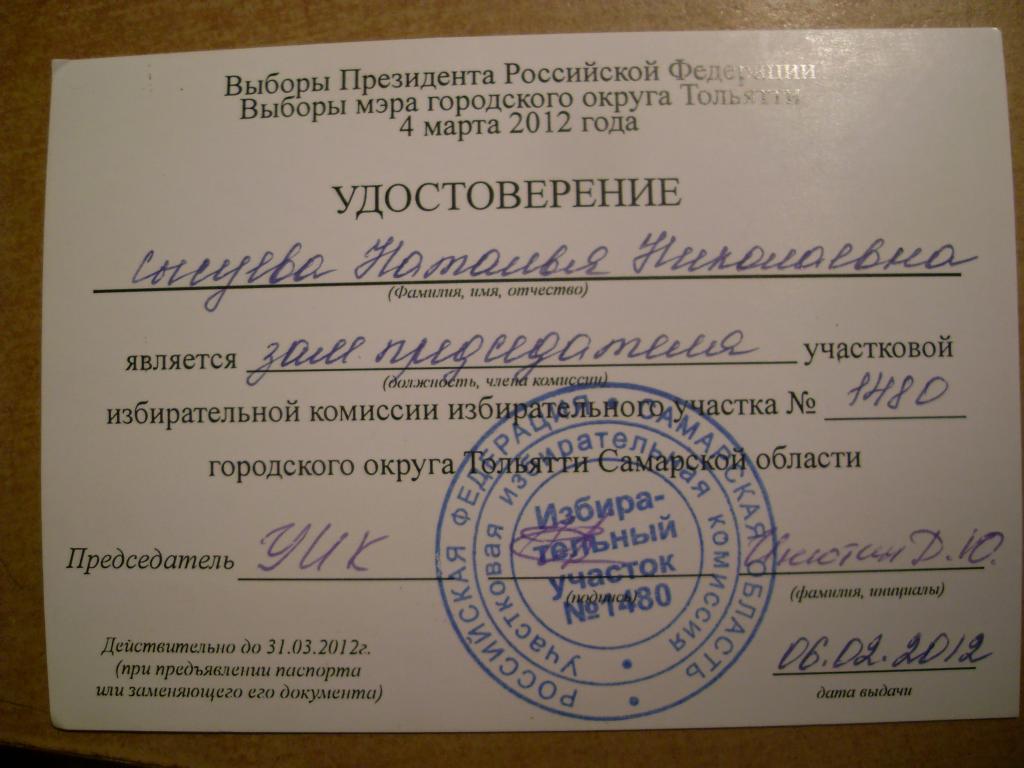 Выборы Президента Российской Федерации
Выборы мэра городского округа Тольятти
4 марта 2012 года
УДОСТОВЕРЕНИЕ
Сысуева Наталья Николаевна
(Фамилия, имя, отчество)
является зам. председателя участковой
(должность, члена комиссии)
избирательной комиссии избирательного участка № 1480
городского округа Тольятти Самарской области
Председатель УИК Д.Ю.
(подпись) (фамилия, инициалы)
РОССИЙСКАЯ ФЕДЕРАЦИЯ • САМАРСКАЯ ОБЛАСТЬ •
Участковая избирательная комиссия •
Избира-
тельный
участок
№1480
Действительно до 31.03.2012г.
(при предъявлении паспорта
или заменяющего его документа)
06.02.2012
дата выдачи